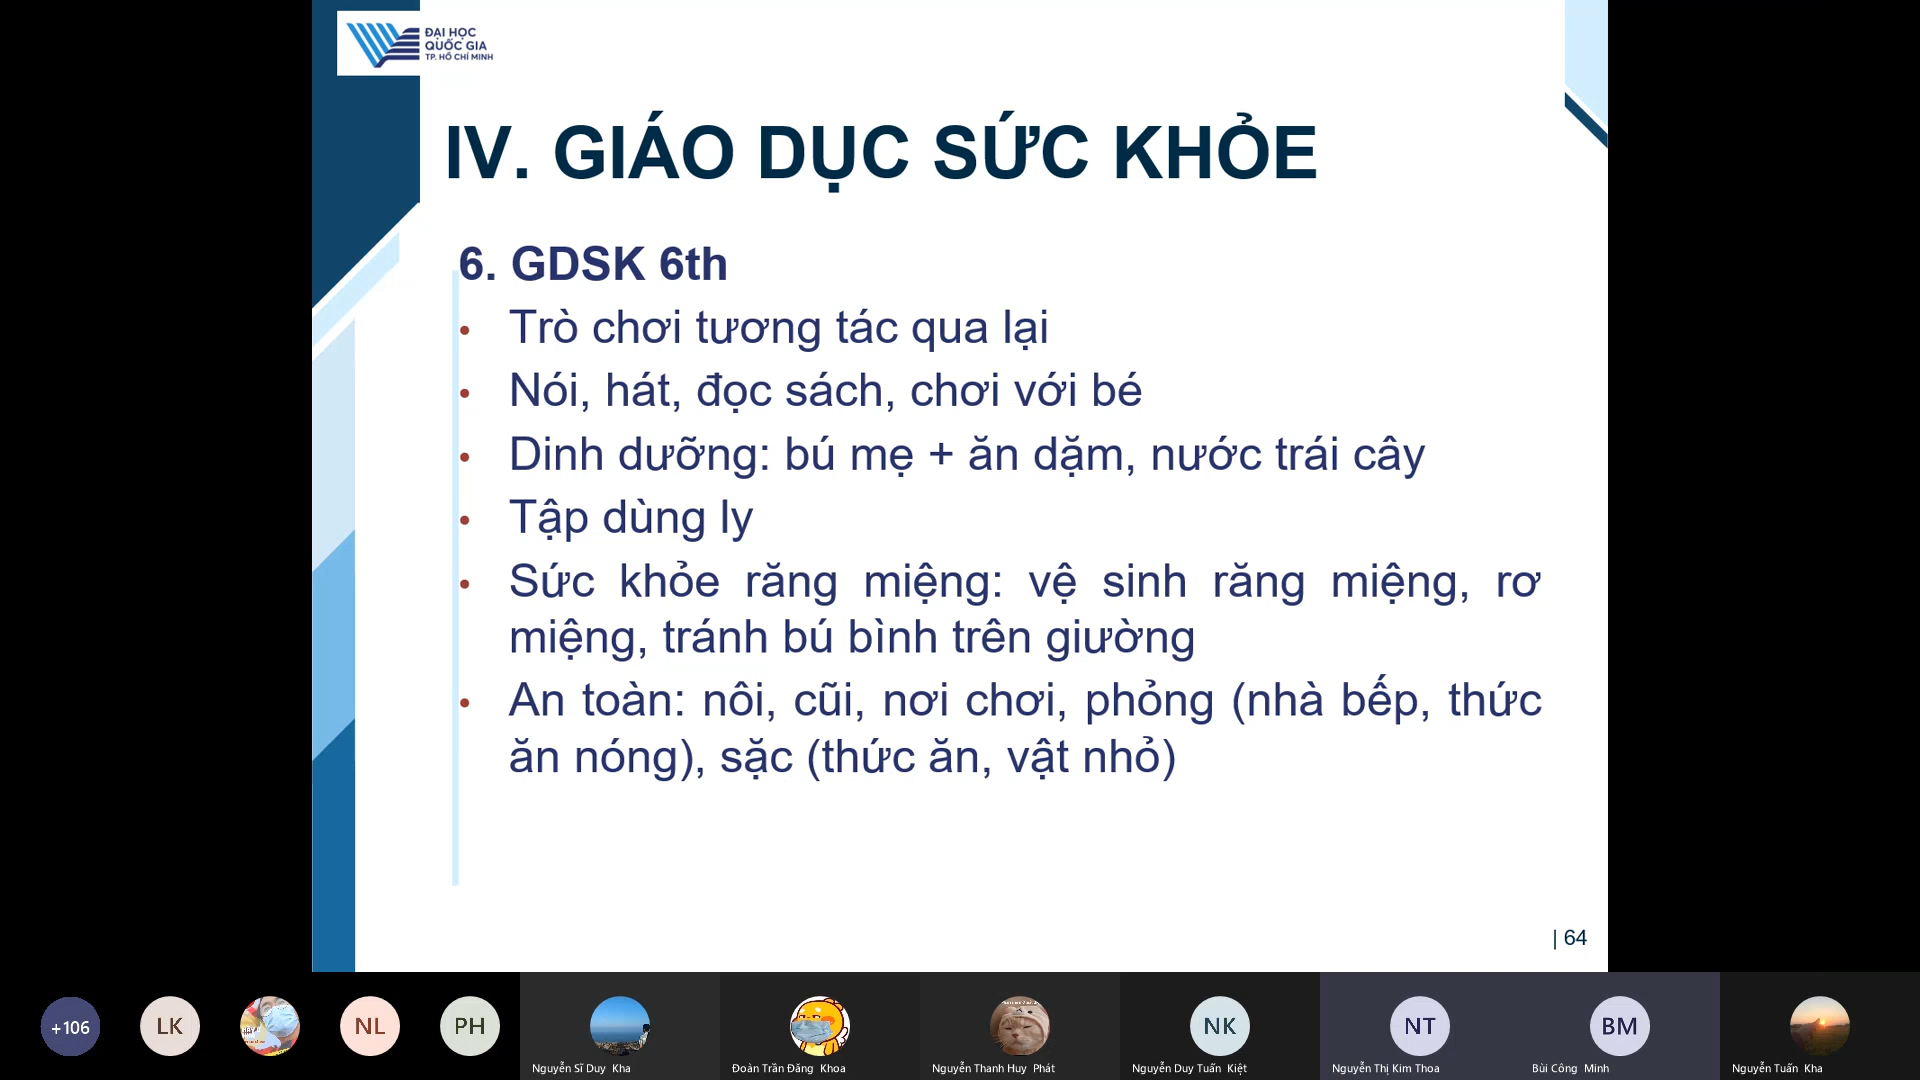 ĐẠI HỌC
QUỐC GIA
TP. HỒ CHÍ MINH
IV. GIÁO DỤC SỨC KHỎE
6. GDSK 6th
• Trò chơi tương tác qua lại
• Nói, hát, đọc sách, chơi với bé
• Dinh dưỡng: bú mẹ + ăn dặm, nước trái cây
• Tập dùng ly
• Sức khỏe răng miệng: vệ sinh răng miệng, rơ
miệng, tránh bú bình trên giường
• An toàn: nôi, cũi, nơi chơi, phỏng (nhà bếp, thức
ăn nóng), sặc (thức ăn, vật nhỏ)
| 64
+106
LK
NL
PH
NK
NT
BM
Nguyễn Sĩ Duy Kha
Đoàn Trần Đăng Khoa
Nguyễn Thanh Huy Phát
Nguyễn Duy Tuấn Kiệt
Nguyễn Thị Kim Thoa
Bùi Công Minh
Nguyễn Tuấn Kha